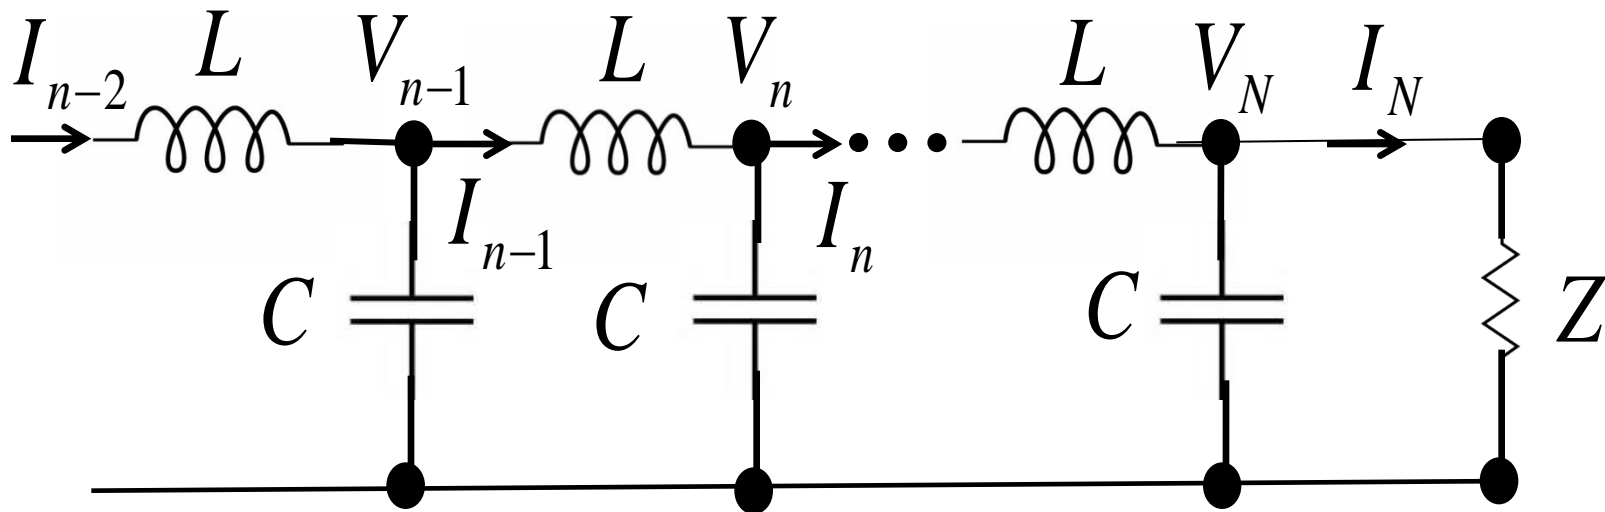 I_{n-2} L V_{n-1} L V_n L V_N I_N
I_{n-1} I_n
C C C Z